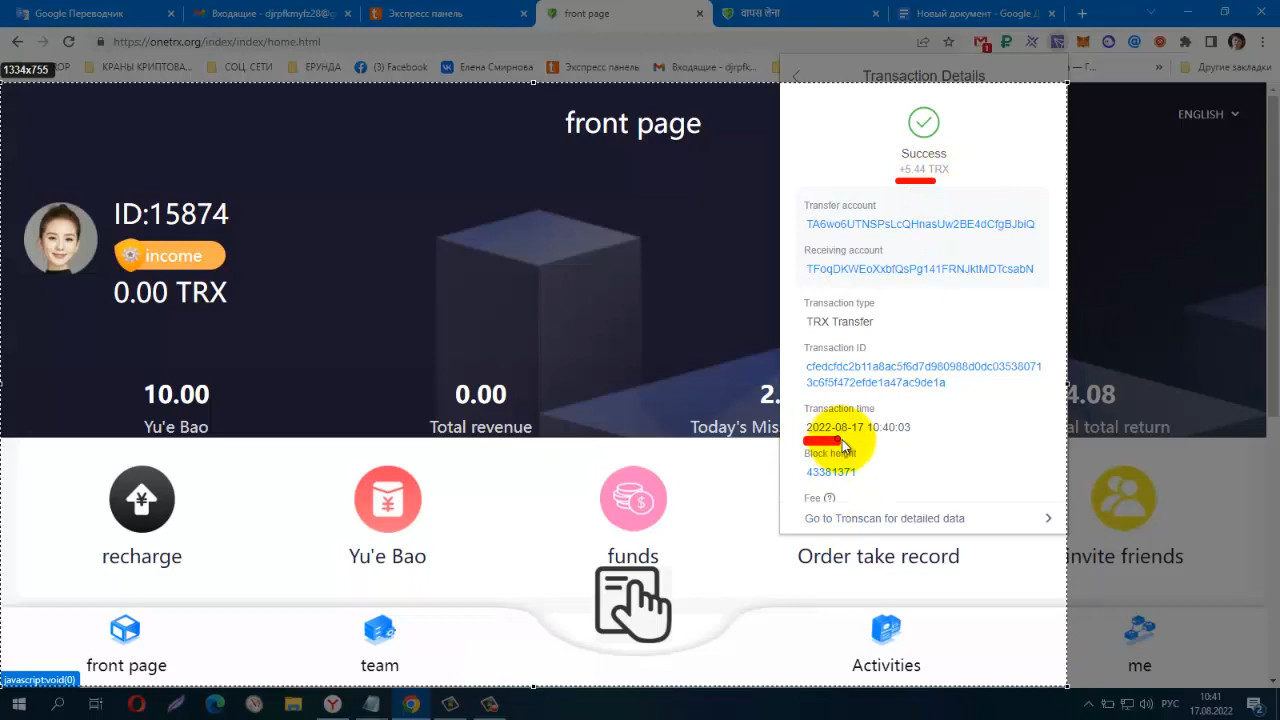 Google Переводчик
Входящие - djrpfkmyfz28@g
Экспресс панель
front page
वापस लेना
Новый документ - Google Д
https://onetrx.org/index/index/home.html
1334x755
КРАНЫ КРИПТОВА...
СОЦ. СЕТИ
ЕРУНДА
(3) Facebook
Елена Смирнова
Экспресс панель
Входящие - djrpfk...
Другие закладки
Transaction Details
front page
ENGLISH
Success
+5.44 TRX
ID:15874
income
0.00 TRX
Transfer account
TA6wo6UTNSPsLcQHnasUw2BE4dCfgBJbiQ
Receiving account
TFoqDKWEoXxbfQsPg141FRNJktMDTcsabN
Transaction type
TRX Transfer
Transaction ID
cfedcfdc2b11a8ac5f6d7d980988d0dc03538071
3c6f5f472efde1a47ac9de1a
Transaction time
2022-08-17 10:40:03
Block height
43381371
Fee
Go to Tronscan for detailed data
10.00
Yu'e Bao
0.00
Total revenue
2.
Today's Mis
4.08
al total return
recharge
Yu'e Bao
funds
Order take record
invite friends
front page
team
Activities
me
javascript:void(0)
РУС
10:41
17.08.2022